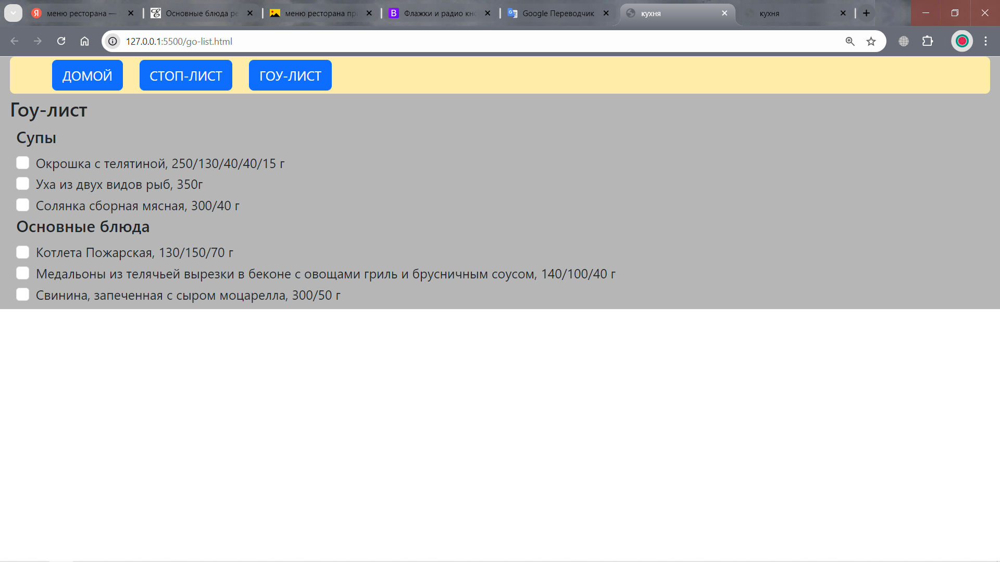 меню ресторана —
Основные блюда ре
меню ресторана пр
Флажки и радио кно
Google Переводчик
кухня
кухня
127.0.0.1:5500/go-list.html
ДОМОЙ
СТОП-ЛИСТ
ГОУ-ЛИСТ
Гоу-лист
Супы
Окрошка с телятиной, 250/130/40/40/15 г
Уха из двух видов рыб, 350г
Солянка сборная мясная, 300/40 г
Основные блюда
Котлета Пожарская, 130/150/70 г
Медальоны из телячьей вырезки в беконе с овощами гриль и брусничным соусом, 140/100/40 г
Свинина, запеченная с сыром моцарелла, 300/50 г